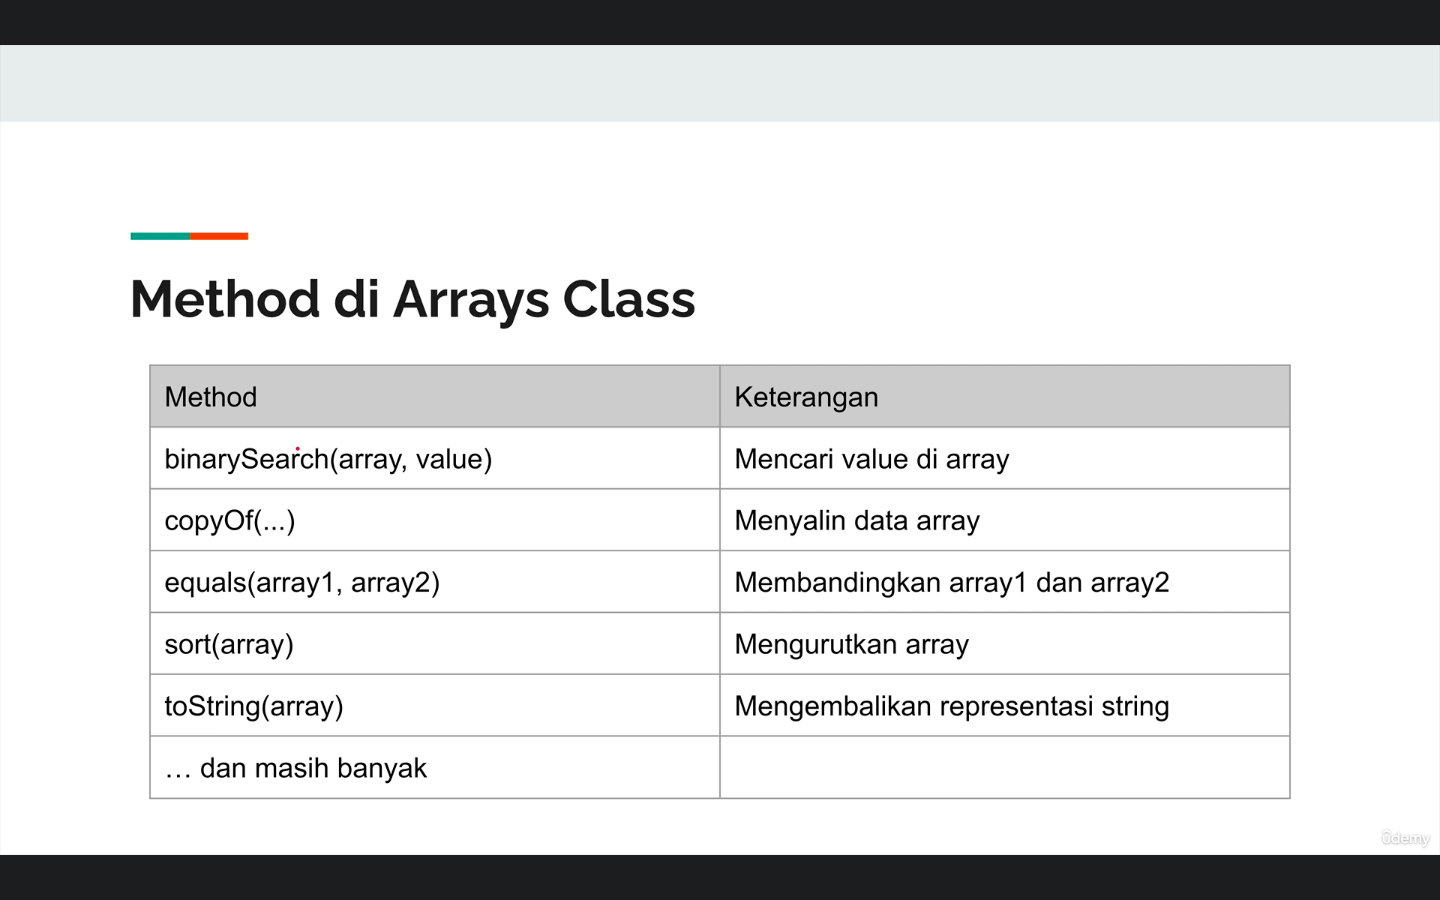 Method di Arrays Class
Method
Keterangan
binarySearch(array, value)
Mencari value di array
copyOf(...)
Menyalin data array
equals(array1, array2)
Membandingkan array1 dan array2
sort(array)
Mengurutkan array
toString(array)
Mengembalikan representasi string
... dan masih banyak
ûdemy